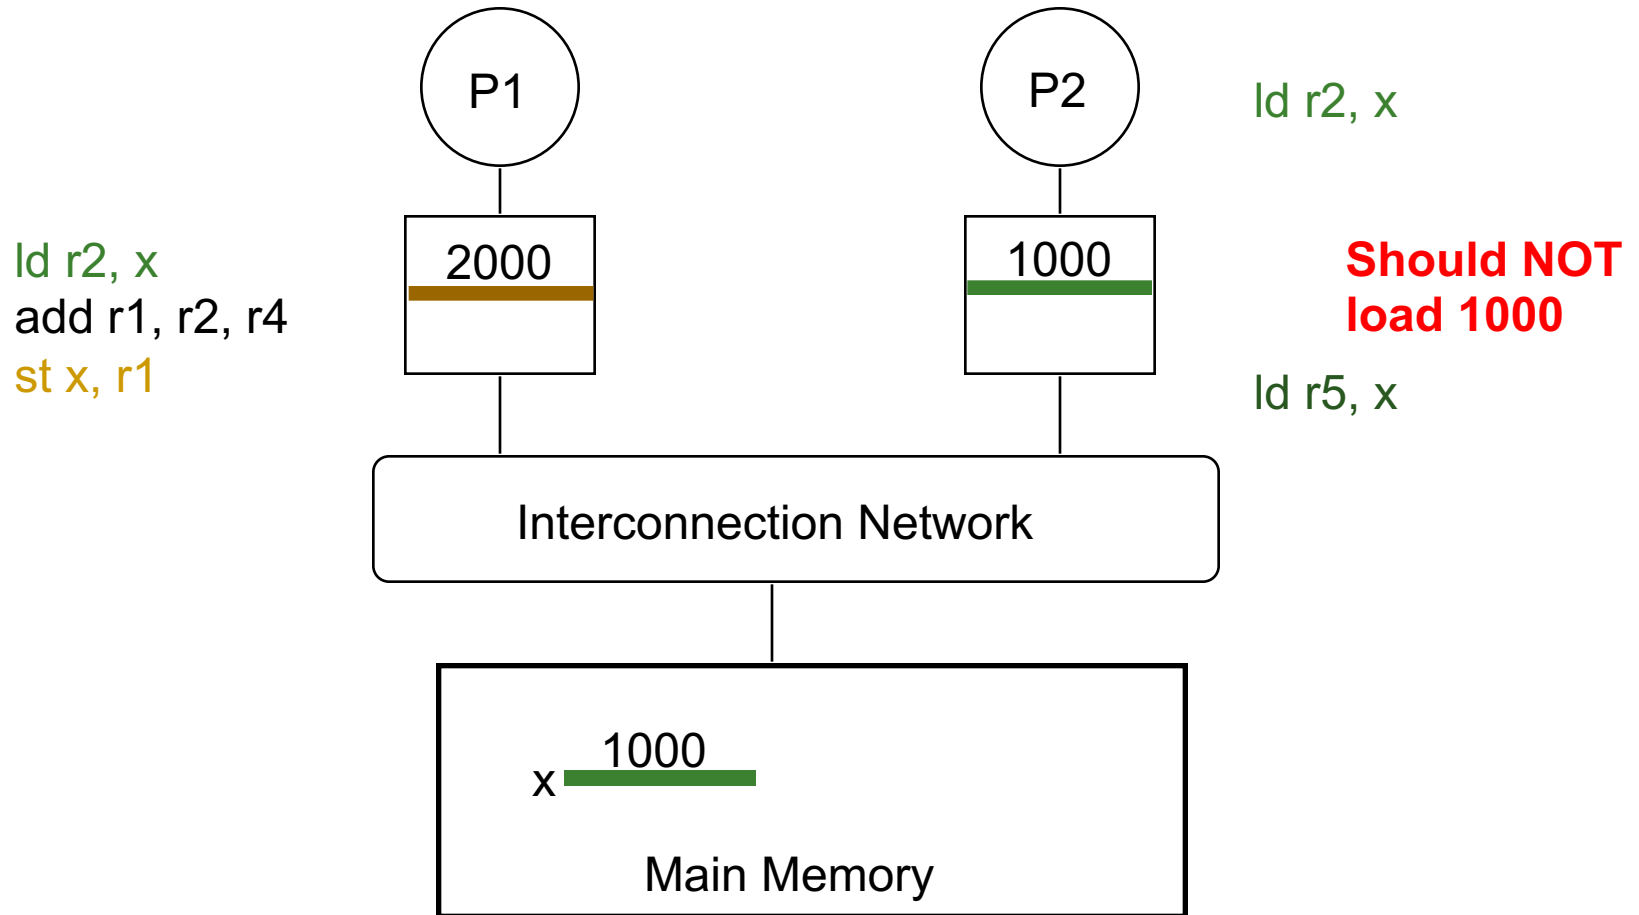 P1
P2
ld r2, x
ld r2, x
add r1, r2, r4
st x, r1
2000
1000
Should NOT
load 1000
ld r5, x
Interconnection Network
1000
x
Main Memory